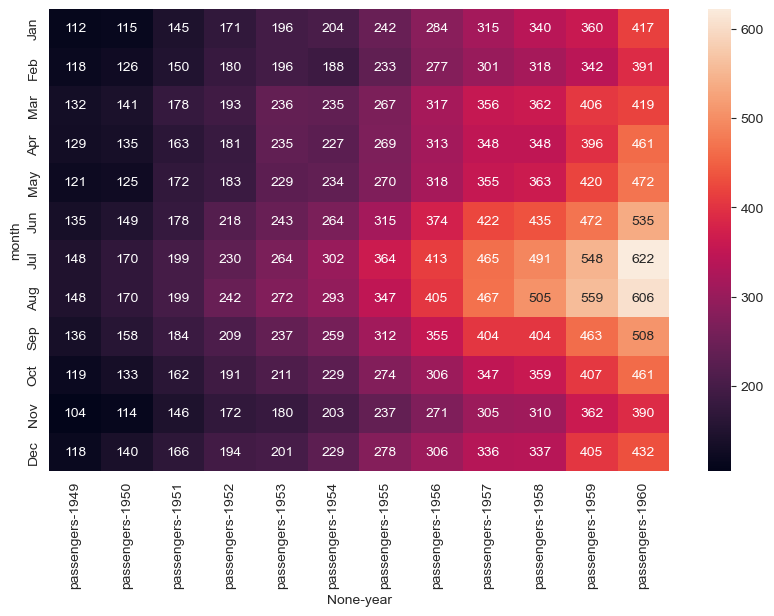 Jan 112 115 145 171 196 204 242 284 315 340 360 417
Feb 118 126 150 180 196 188 233 277 301 318 342 391
Mar 132 141 178 193 236 235 267 317 356 362 406 419
Apr 129 135 163 181 235 227 269 313 348 348 396 461
May 121 125 172 183 229 234 270 318 355 363 420 472
Jun 135 149 178 218 243 264 315 374 422 435 472 535
Jul 148 170 199 230 264 302 364 413 465 491 548 622
Aug 148 170 199 242 272 293 347 405 467 505 559 606
Sep 136 158 184 209 237 259 312 355 404 404 463 508
Oct 119 133 162 191 211 229 274 306 347 359 407 461
Nov 104 114 146 172 180 203 237 271 305 310 362 390
Dec 118 140 166 194 201 229 278 306 336 337 405 432
month
passengers-1949
passengers-1950
passengers-1951
passengers-1952
passengers-1953
passengers-1954
passengers-1955
passengers-1956
passengers-1957
passengers-1958
passengers-1959
passengers-1960
None-year
600
500
400
300
200